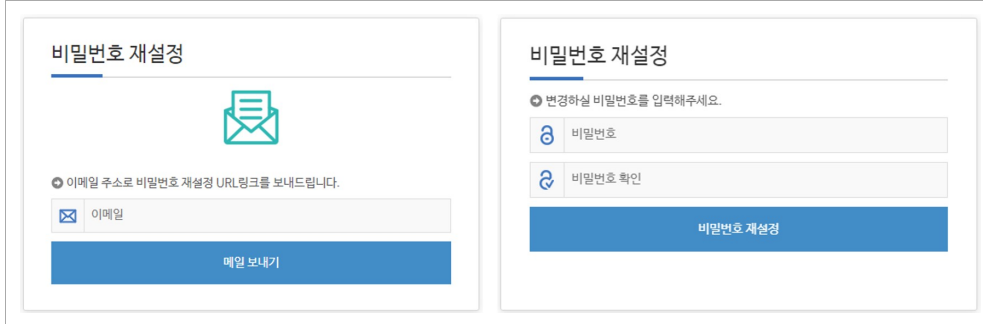 비밀번호 재설정
이메일 주소로 비밀번호 재설정 URL링크를 보내드립니다.
이메일
메일 보내기
비밀번호 재설정
변경하실 비밀번호를 입력해주세요.
비밀번호
비밀번호 확인
비밀번호 재설정